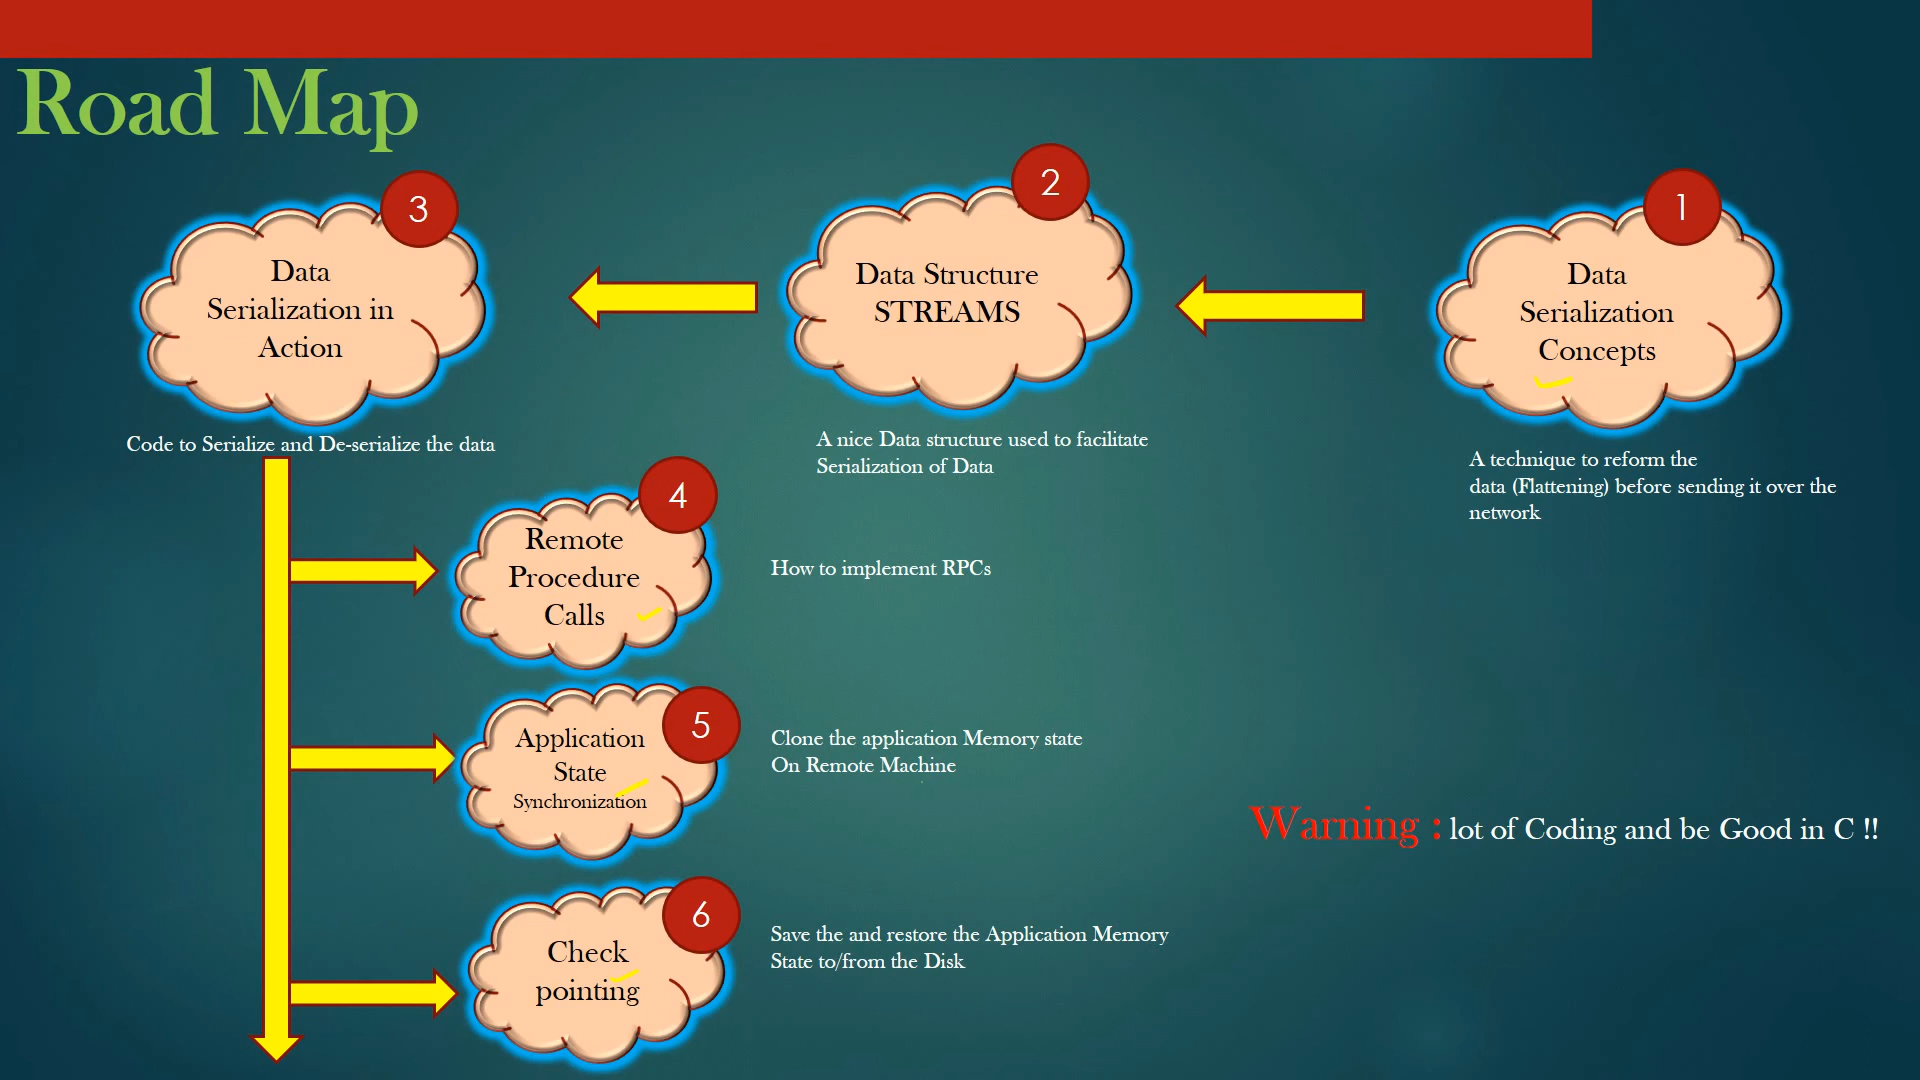 Road Map
1
Data
Serialization
Concepts
A technique to reform the
data (Flattening) before sending it over the
network
2
Data Structure
STREAMS
A nice Data structure used to facilitate
Serialization of Data
3
Data
Serialization in
Action
Code to Serialize and De-serialize the data
4
Remote
Procedure
Calls
How to implement RPCs
5
Application
State
Synchronization
Clone the application Memory state
On Remote Machine
6
Check
pointing
Save the and restore the Application Memory
State to/from the Disk
Warning : lot of Coding and be Good in C !!